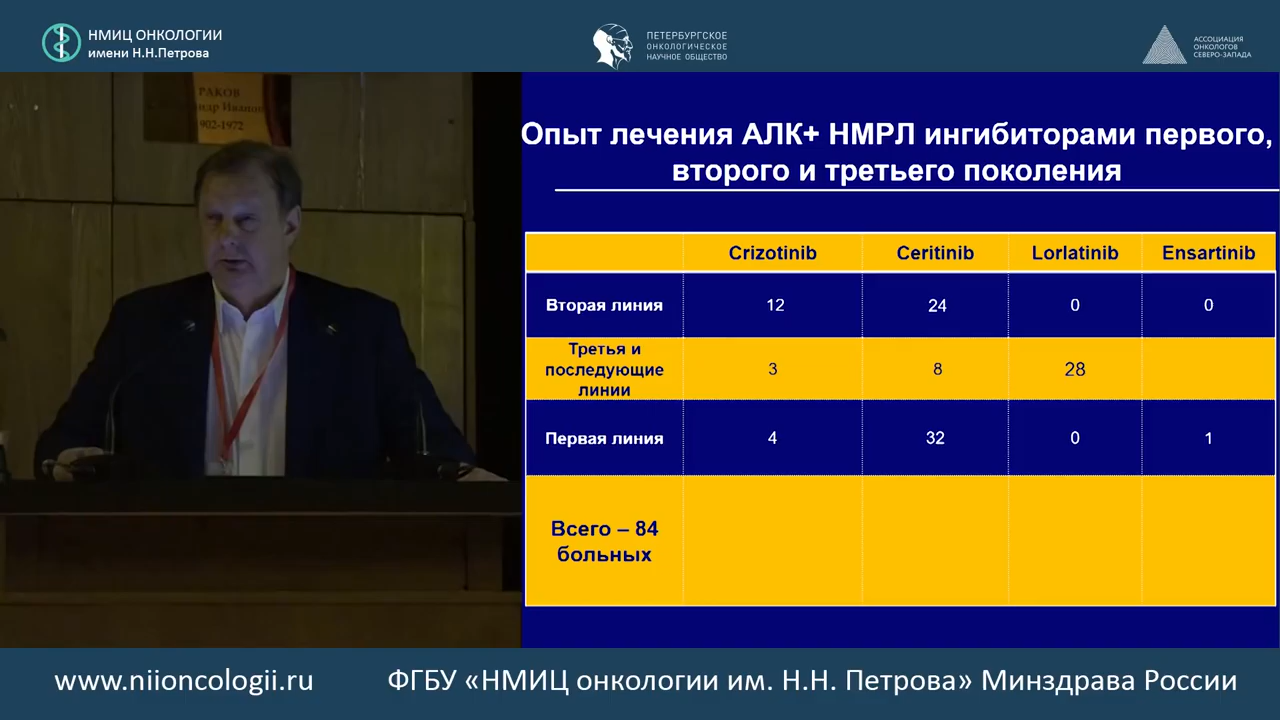 НМИЦ ОНКОЛОГИИ
имени Н.Н.Петрова
ПЕТЕРБУРГСКОЕ
ОНКОЛОГИЧЕСКОЕ
НАУЧНОЕ ОБЩЕСТВО
АССОЦИАЦИЯ
ОНКОЛОГОВ
СЕВЕРО-ЗАПАДА
РАКОВ
1902-1972
Опыт лечения АЛК+ НМРЛ ингибиторами первого,
второго и третьего поколения
Crizotinib Ceritinib Lorlatinib Ensartinib
Вторая линия 12 24 0 0
Третья и
последующие
линии 3 8 28
Первая линия 4 32 0 1
Всего – 84
больных
www.niioncologii.ru ФГБУ «НМИЦ онкологии им. Н.Н. Петрова» Минздрава России